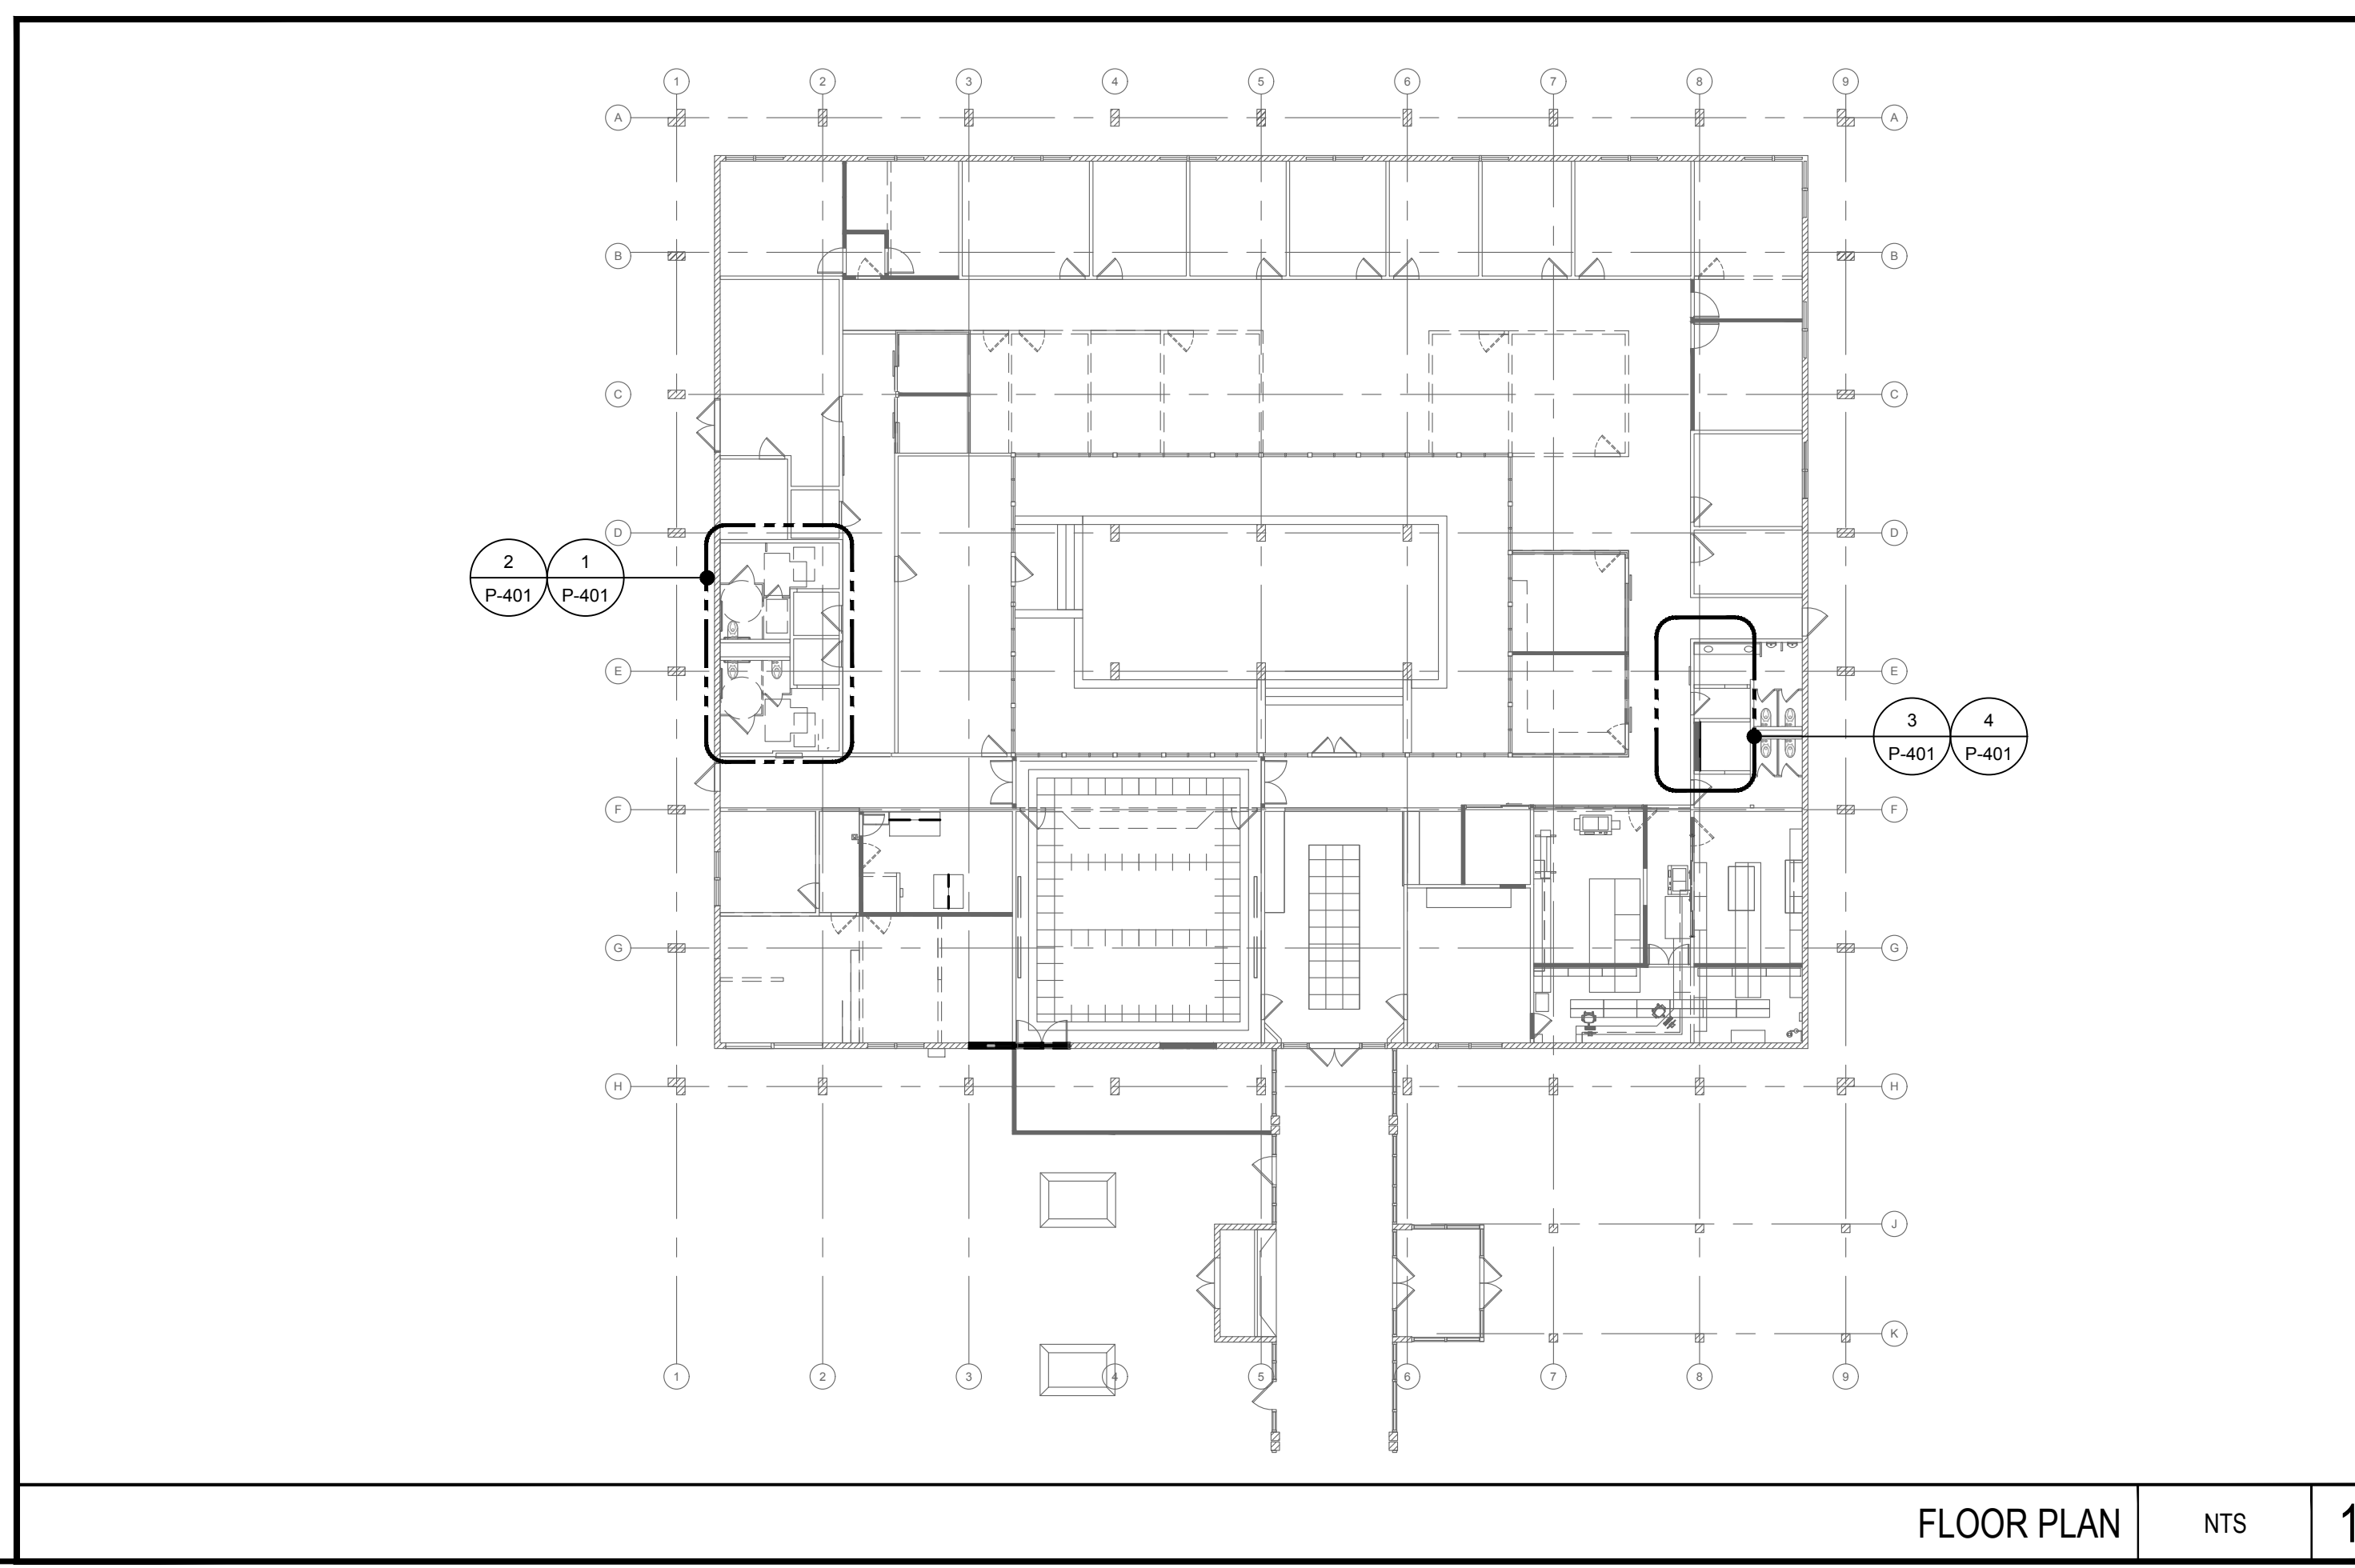 1 2 3 4 5 6 7 8 9
A A
B B
C C
D D
2 1
P-401 P-401
E E
3 4
P-401 P-401
F F
G G
H H
J
K
1 2 3 4 5 6 7 8 9
FLOOR PLAN NTS 1